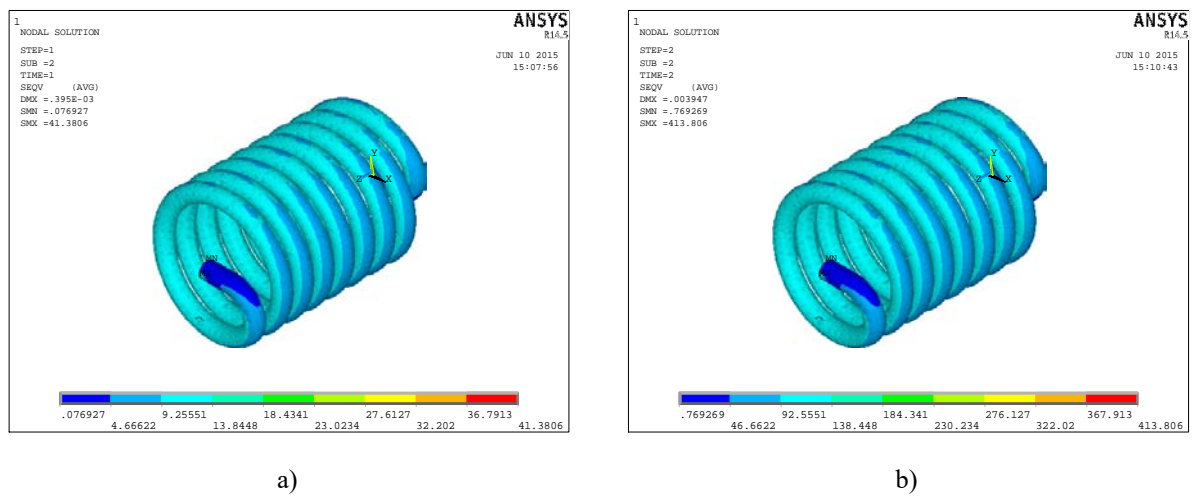 1
NODAL SOLUTION
STEP=1
SUB =2
TIME=1
SEQV (AVG)
DMX =.395E-03
SMN =.076927
SMX =41.3806
ANSYS
R14.5
JUN 10 2015
15:07:56
Y
Z X
MN
.076927 9.25551 18.4341 27.6127 36.7913
4.66622 13.8448 23.0234 32.202 41.3806
a)
1
NODAL SOLUTION
STEP=2
SUB =2
TIME=2
SEQV (AVG)
DMX =.003947
SMN =.769269
SMX =413.806
ANSYS
R14.5
JUN 10 2015
15:10:43
Y
Z X
MN
.769269 92.5551 184.341 276.127 367.913
46.6622 138.448 230.234 322.02 413.806
b)